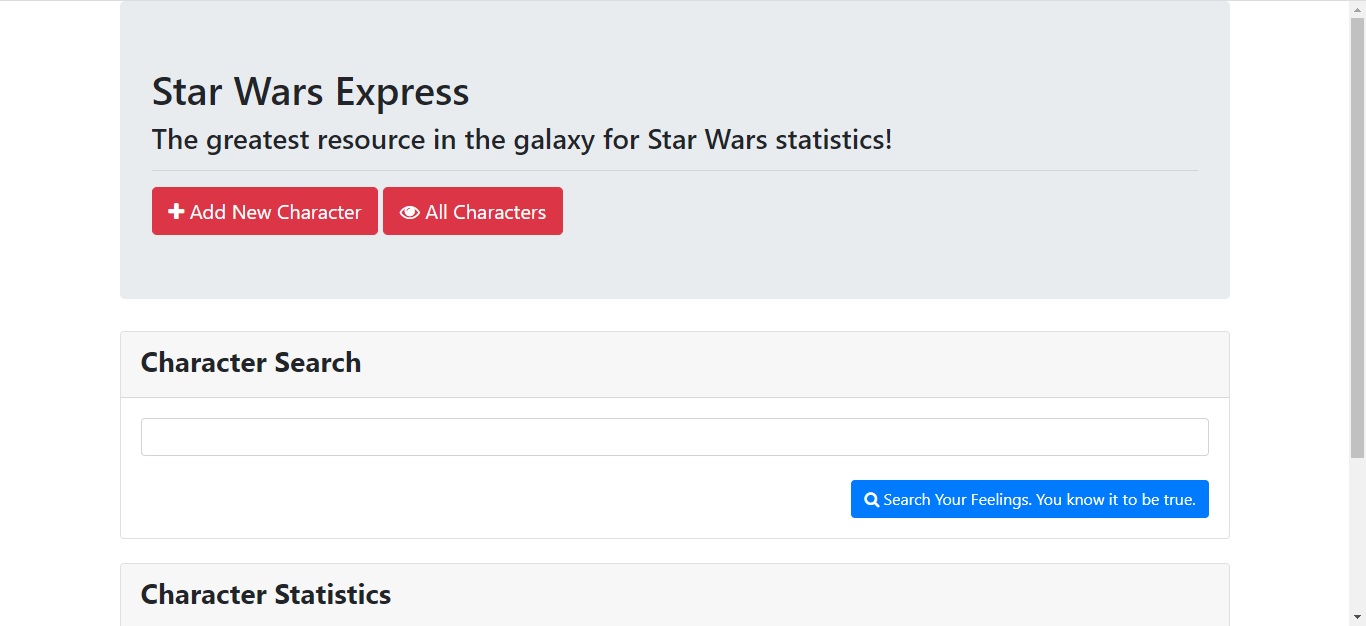 Star Wars Express
The greatest resource in the galaxy for Star Wars statistics!
Add New Character
All Characters
Character Search
Search Your Feelings. You know it to be true.
Character Statistics